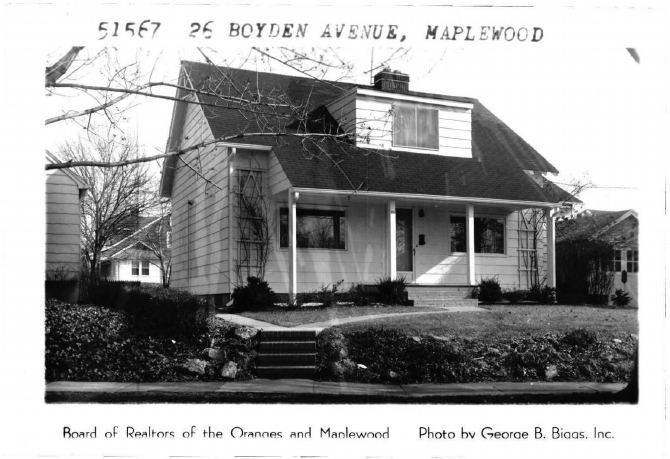 51567 26 BOYDEN AVENUE, MAPLEWOOD
Board of Realtors of the Oranges and Maplewood Photo by George B. Biggs, Inc.